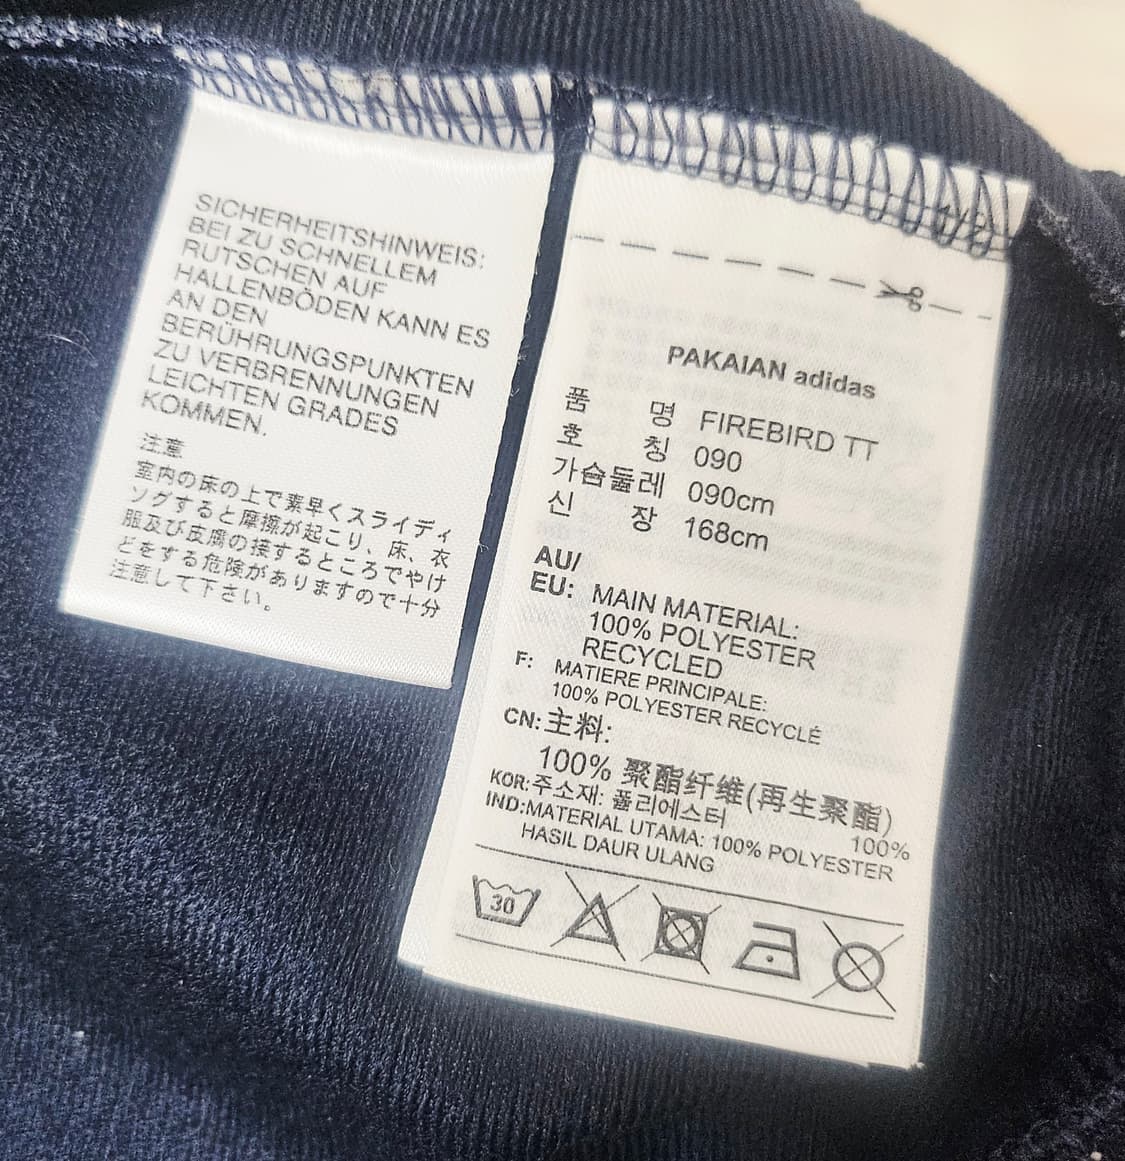 SICHERHEITSHINWEIS:
BEI ZU SCHNELLEM
RUTSCHEN AUF
HALLENBÖDEN KANN ES
AN DEN
BERÜHRUNGSPUNKTEN
ZU VERBRENNUNGEN
LEICHTEN GRADES
KOMMEN.
注意
室内の床の上で素早くスライディ
ングすると摩擦が起こり、床、衣
服及び皮膚の接するところでやけ
どをする危険がありますので十分
注意して下さい。
PAKAIAN adidas
품 명 FIREBIRD TT
호 칭 090
가슴둘레 090cm
신 장 168cm
AU/
EU: MAIN MATERIAL:
100% POLYESTER
RECYCLED
F: MATIERE PRINCIPALE:
100% POLYESTER RECYCLÉ
CN: 主料:
100% 聚酯纤维(再生聚酯)
KOR: 주소재: 폴리에스터 100%
IND: MATERIAL UTAMA: 100% POLYESTER
HASIL DAUR ULANG
30